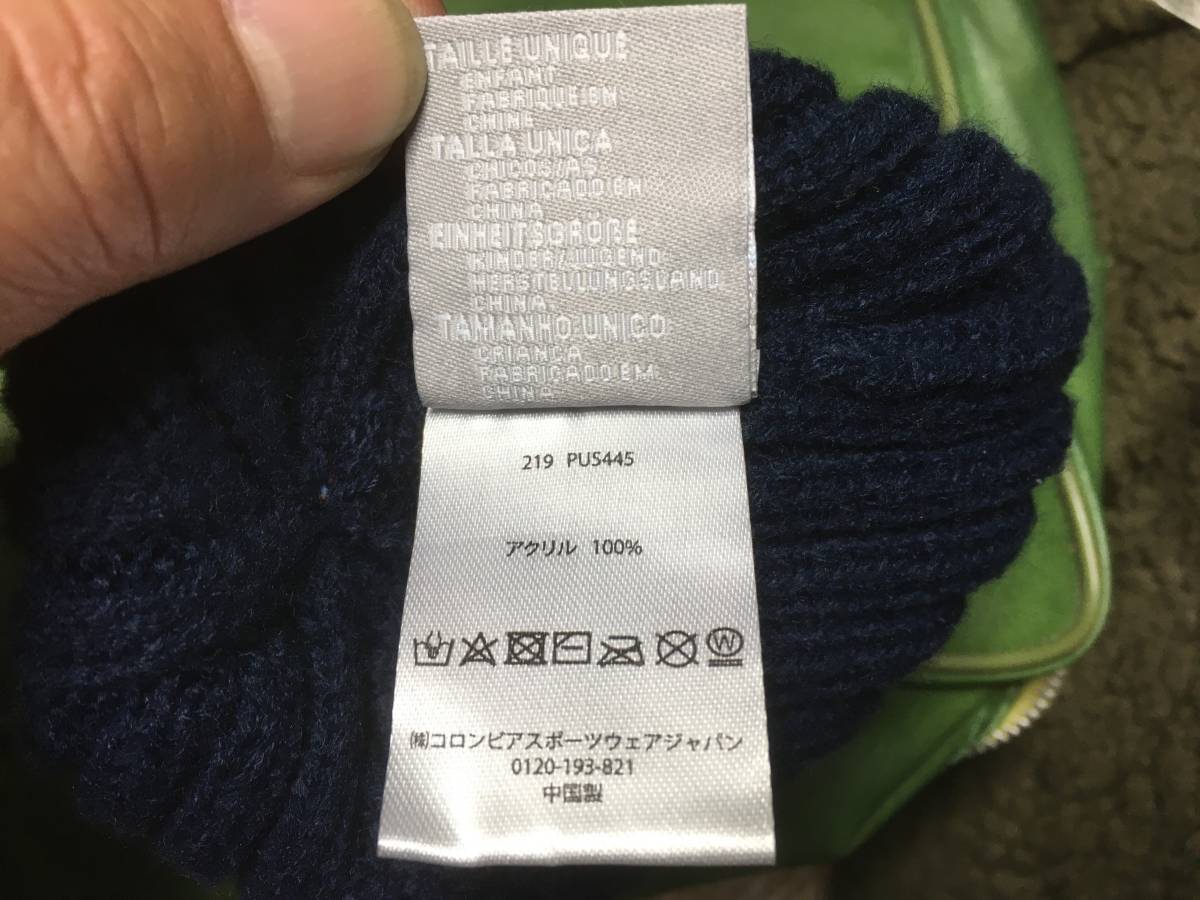 TAILLE UNIQUE
ENFANT
FABRIQUE EN
CHINE
TALLA UNICA
CHICOS/AS
FABRICADO EN
CHINA
EINHEITSGRÖßE
KINDER/JUGEND
HERSTELLUNGSLAND
CHINA
TAMANHO UNICO
CRIANCA
FABRICADO EM
CHINA
219 PU5445
アクリル 100%
W
㈱コロンビアスポーツウェアジャパン
0120-193-821
中国製